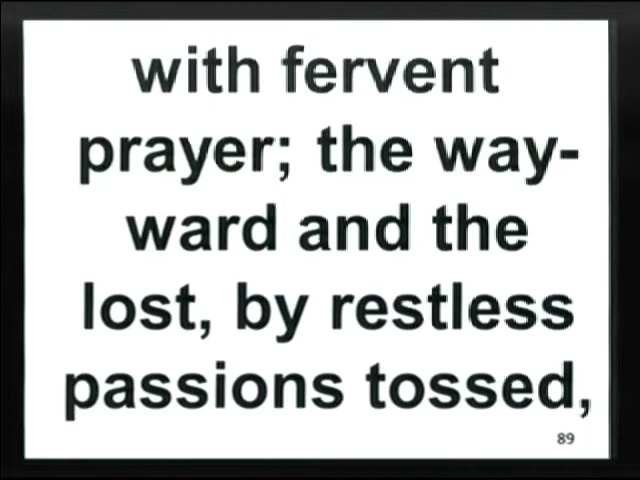 with fervent
prayer; the way-
ward and the
lost, by restless
passions tossed,
89